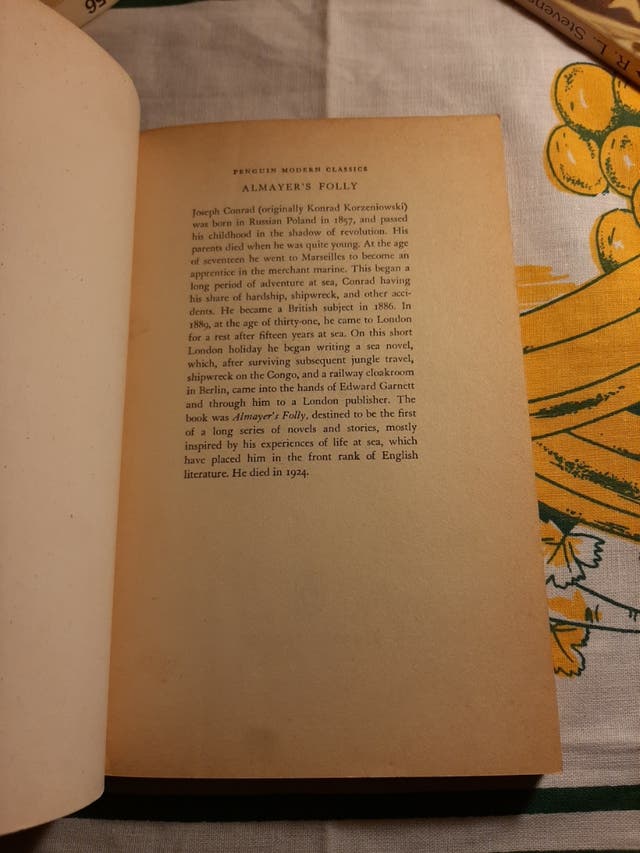 56
R. L. Stevens
PENGUIN MODERN CLASSICS
ALMAYER'S FOLLY
Joseph Conrad (originally Konrad Korzeniowski)
was born in Russian Poland in 1857, and passed
his childhood in the shadow of revolution. His
parents died when he was quite young. At the age
of seventeen he went to Marseilles to become an
apprentice in the merchant marine. This began a
long period of adventure at sea, Conrad having
his share of hardship, shipwreck, and other acci-
dents. He became a British subject in 1886. In
1889, at the age of thirty-one, he came to London
for a rest after fifteen years at sea. On this short
London holiday he began writing a sea novel,
which, after surviving subsequent jungle travel,
shipwreck on the Congo, and a railway cloakroom
in Berlin, came into the hands of Edward Garnett
and through him to a London publisher. The
book was Almayer's Folly, destined to be the first
of a long series of novels and stories, mostly
inspired by his experiences of life at sea, which
have placed him in the front rank of English
literature. He died in 1924.